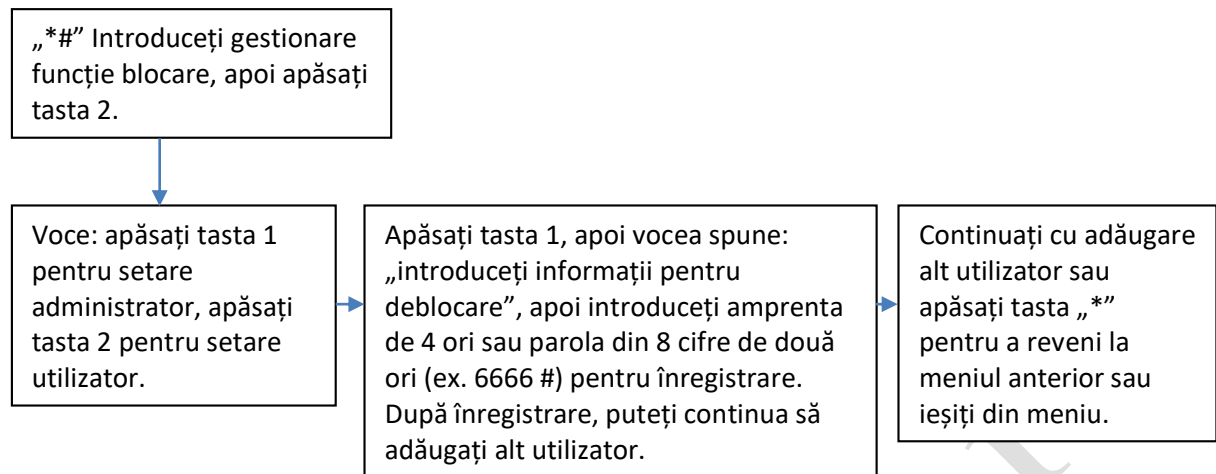 „*#” Introduceți gestionare
funcție blocare, apoi apăsați
tasta 2.
Voce: apăsați tasta 1
pentru setare
administrator, apăsați
tasta 2 pentru setare
utilizator.
Apăsați tasta 1, apoi vocea spune:
„introduceți informații pentru
deblocare”, apoi introduceți amprenta
de 4 ori sau parola din 8 cifre de două
ori (ex. 6666 #) pentru înregistrare.
După înregistrare, puteți continua să
adăugați alt utilizator.
Continuați cu adăugare
alt utilizator sau
apăsați tasta „*”
pentru a reveni la
meniul anterior sau
ieșiți din meniu.